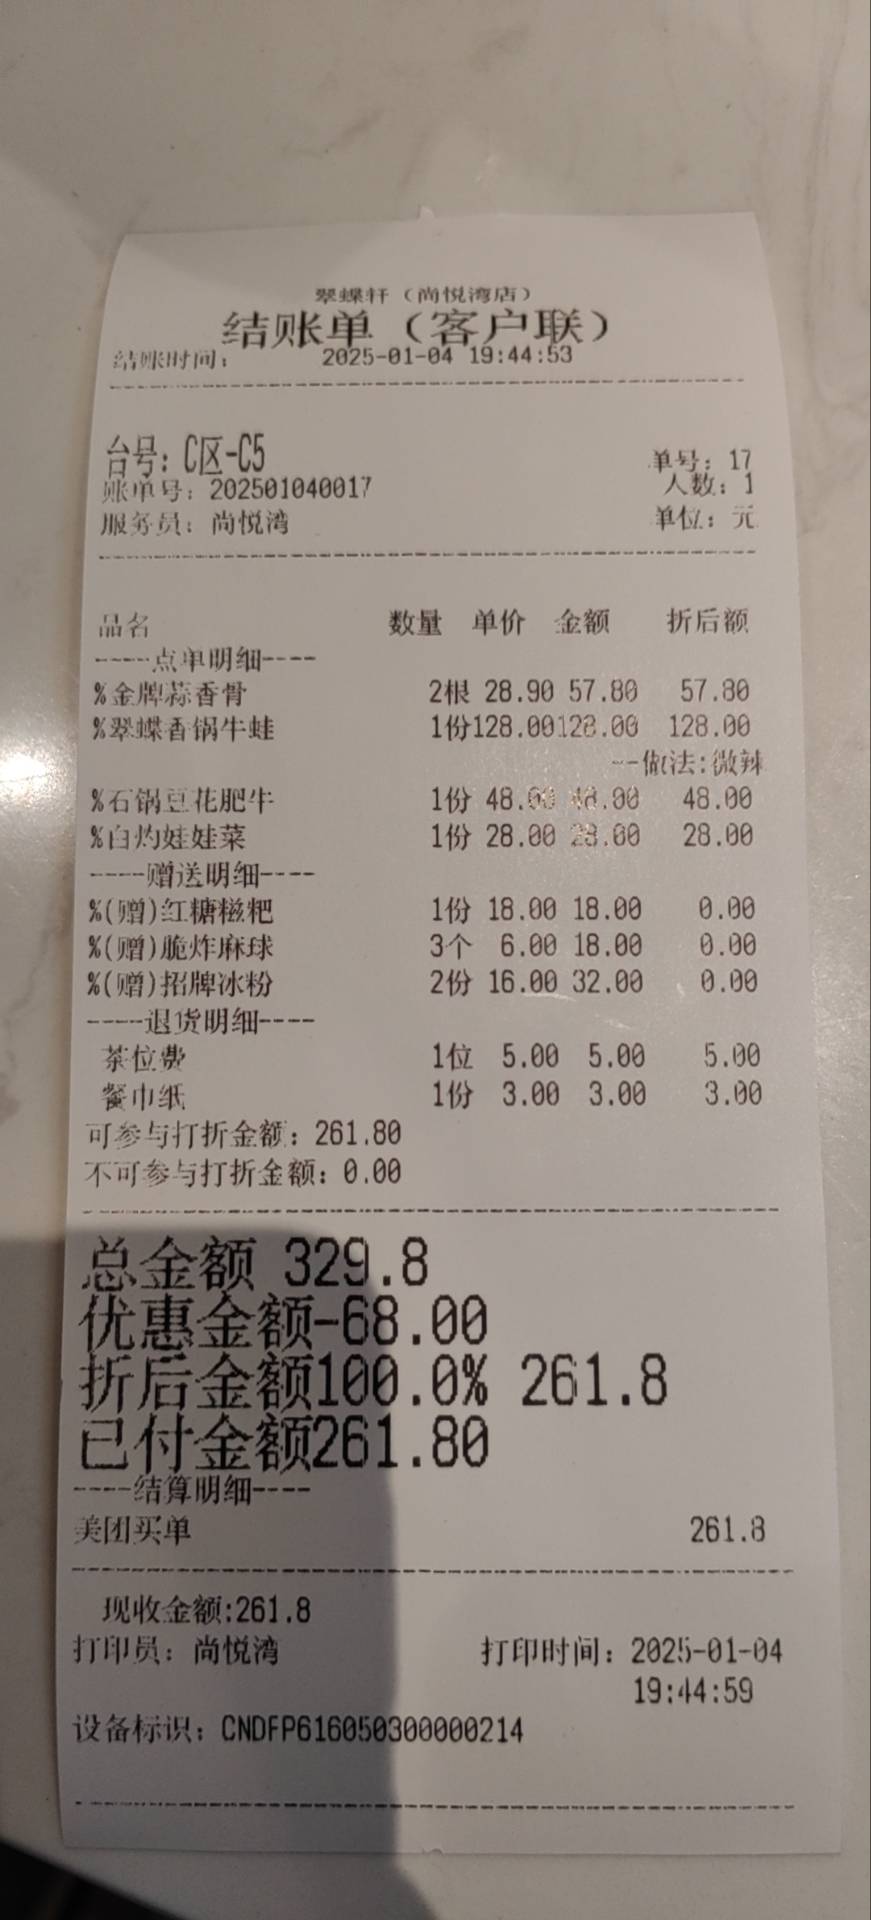 翠蝶轩（尚悦湾店）
结账单（客户联）
结账时间： 2025-01-04 19:44:53
台号：C区-C5 单号：17
账单号：202501040017 人数：1
服务员：尚悦湾 单位：元
品名 数量 单价 金额 折后额
----点单明细----
%金牌蒜香骨 2根 28.90 57.80 57.80
%翠蝶香锅牛蛙 1份128.00128.00 128.00
--做法:微辣
%石锅豆花肥牛 1份 48.00 48.00 48.00
%白灼娃娃菜 1份 28.00 28.00 28.00
----赠送明细----
%(赠)红糖糍粑 1份 18.00 18.00 0.00
%(赠)脆炸麻球 3个 6.00 18.00 0.00
%(赠)招牌冰粉 2份 16.00 32.00 0.00
----退货明细----
茶位费 1位 5.00 5.00 5.00
餐巾纸 1份 3.00 3.00 3.00
可参与打折金额：261.80
不可参与打折金额：0.00
总金额 329.8
优惠金额-68.00
折后金额100.0% 261.8
已付金额261.80
----结算明细----
美团买单 261.8
现收金额:261.8
打印员：尚悦湾 打印时间：2025-01-04
19:44:59
设备标识：CNDFP616050300000214